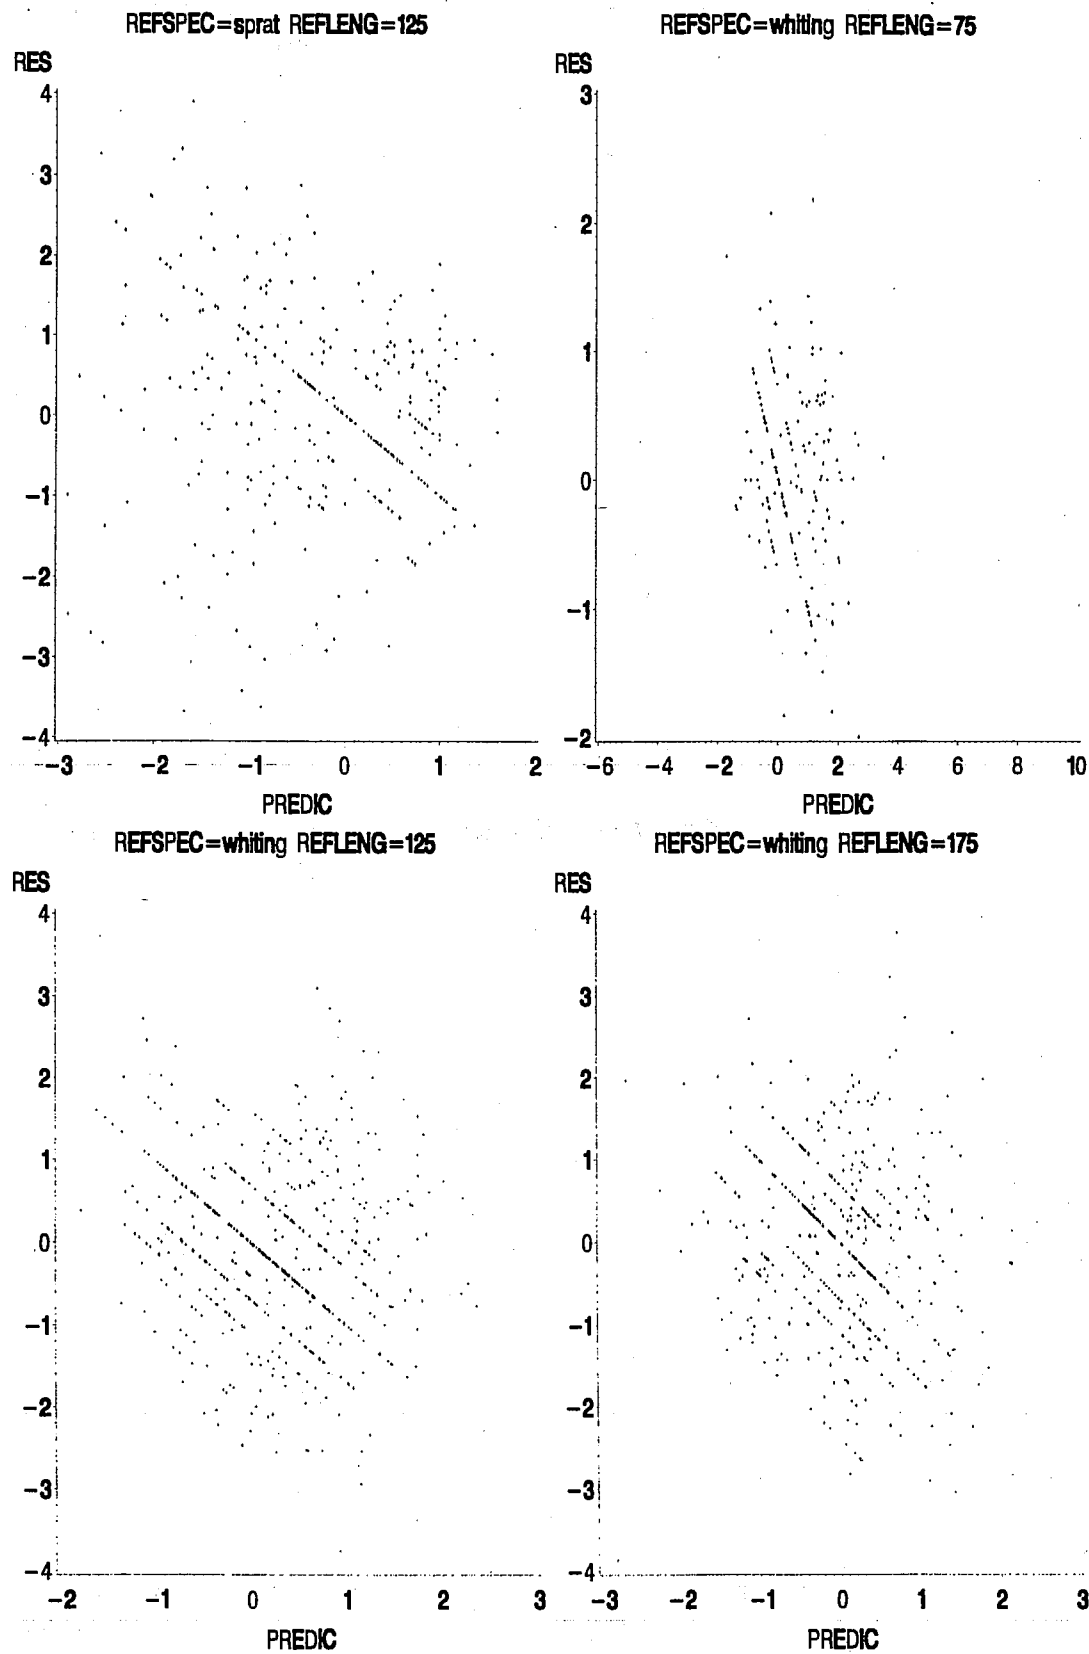 REFSPEC=sprat REFLENG=125
RES
4
3
2
1
0
−1
−2
−3
−4
−3 −2 −1 0 1 2
PREDIC
REFSPEC=whiting REFLENG=75
RES
3
2
1
0
−1
−2
−6 −4 −2 0 2 4 6 8 10
PREDIC
REFSPEC=whiting REFLENG=125
RES
4
3
2
1
0
−1
−2
−3
−4
−2 −1 0 1 2 3
PREDIC
REFSPEC=whiting REFLENG=175
RES
4
3
2
1
0
−1
−2
−3
−4
−3 −2 −1 0 1 2 3
PREDIC